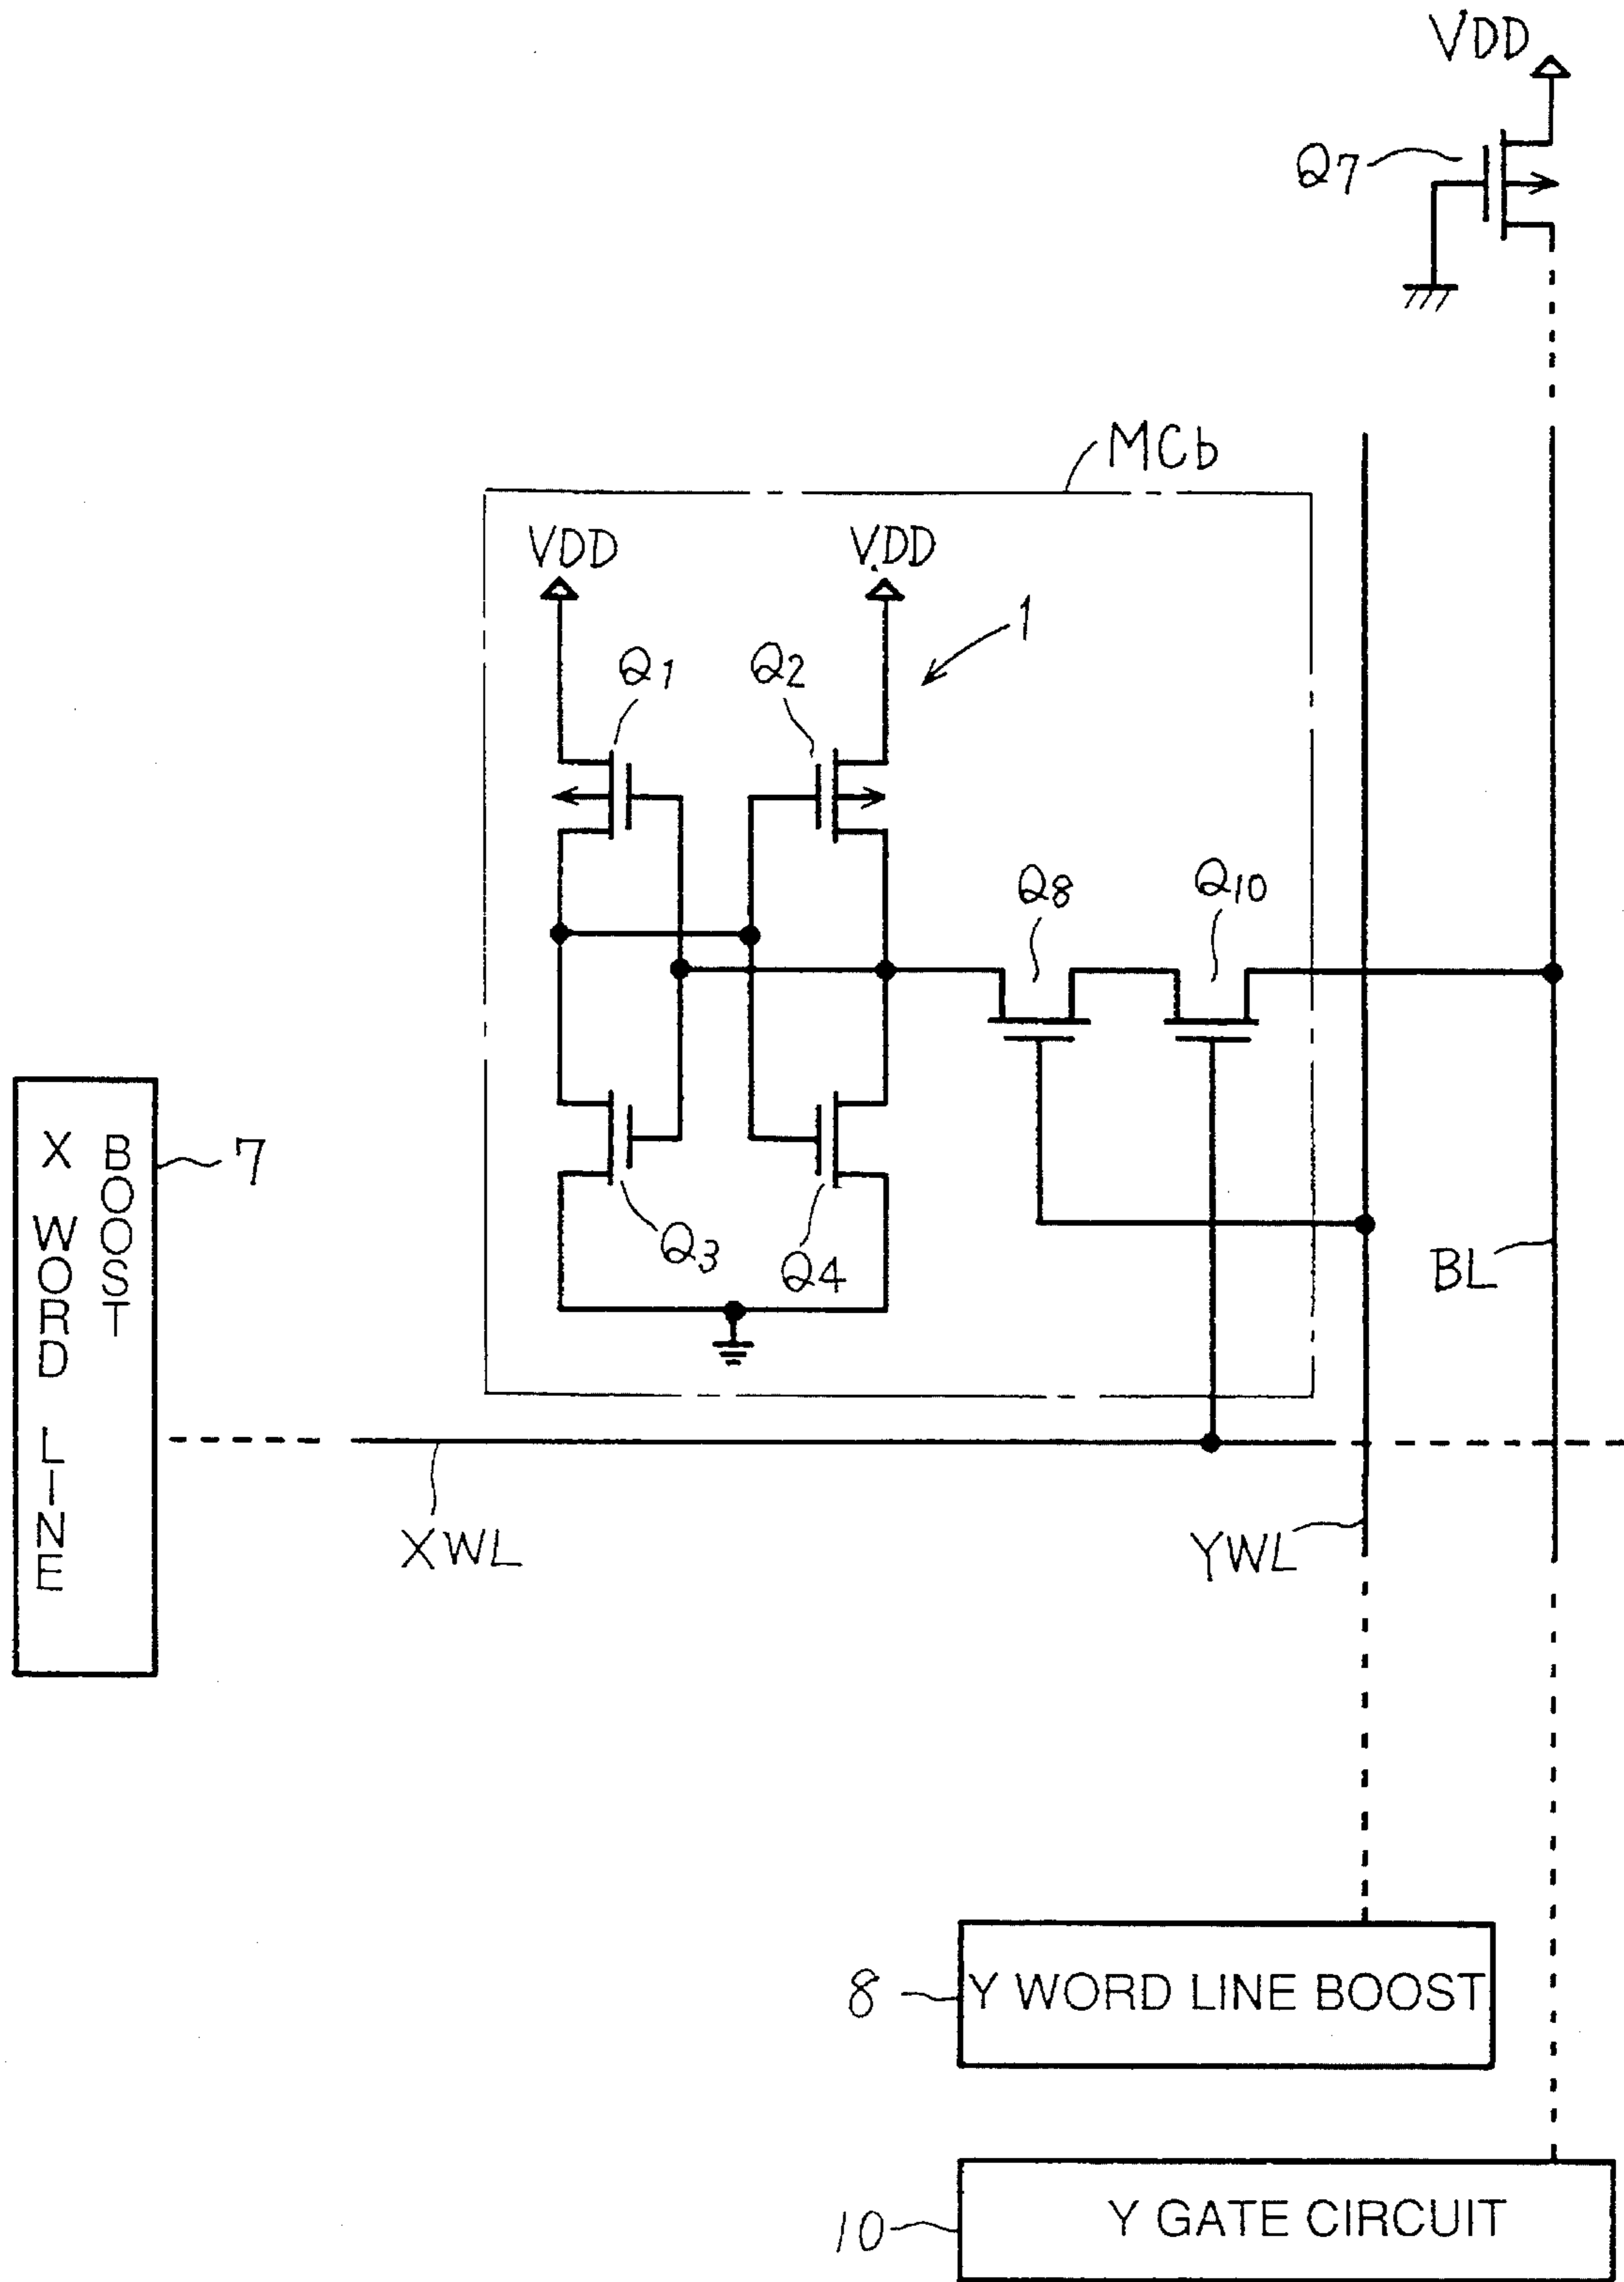 VDD
Q7
MCb
VDD
VDD
1
Q1
Q2
Q8
Q10
X WORD LINE
BOOST
7
Q3
Q4
BL
XWL
YWL
8
Y WORD LINE BOOST
10
Y GATE CIRCUIT